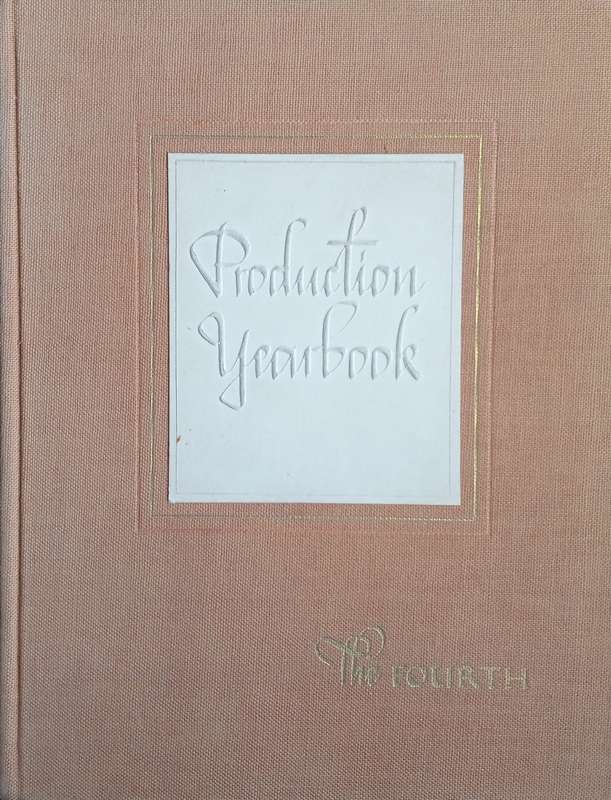 Production
Yearbook
The FOURTH